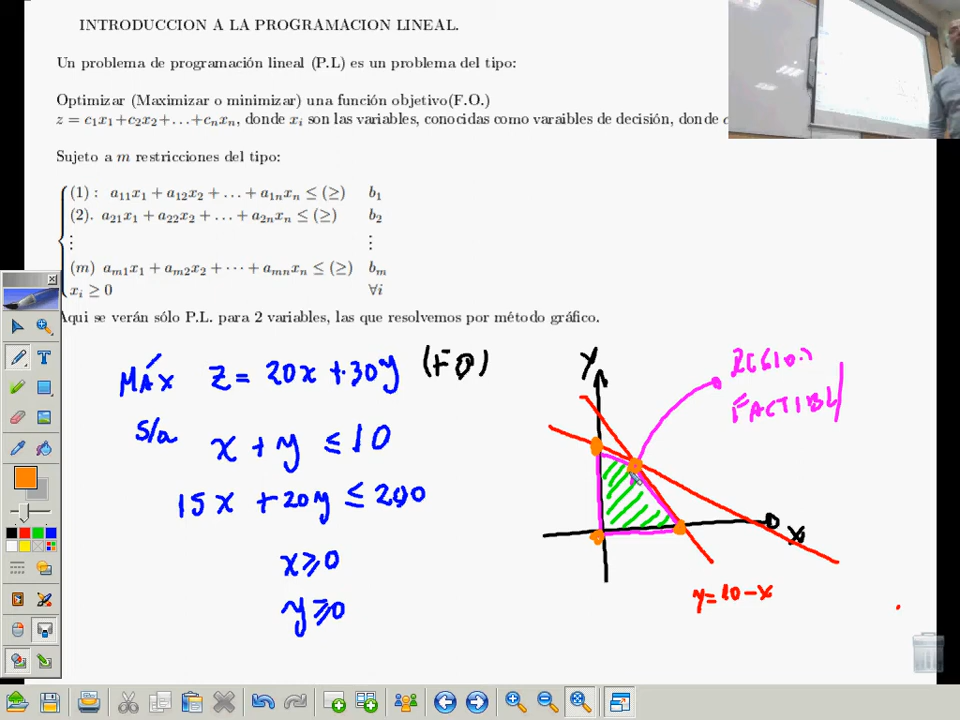 INTRODUCCION A LA PROGRAMACION LINEAL.
Un problema de programación lineal (P.L) es un problema del tipo:
Optimizar (Maximizar o minimizar) una función objetivo(F.O.)
z = c₁x₁+c₂x₂+...+cₙxₙ, donde xᵢ son las variables, conocidas como varaibles de decisión, donde c
Sujeto a m restricciones del tipo:
(1) : a₁₁x₁ + a₁₂x₂ + ... + a₁ₙxₙ ≤ (≥) b₁
(2). a₂₁x₁ + a₂₂x₂ + ... + a₂ₙxₙ ≤ (≥) b₂
⋮ ⋮
(m) aₘ₁x₁ + aₘ₂x₂ + ⋯ + aₘₙxₙ ≤ (≥) bₘ
xᵢ ≥ 0 ∀i
Aqui se verán sólo P.L. para 2 variables, las que resolvemos por método gráfico.
MÁX z = 20x + 30y (FO)
S/a x + y ≤ 10
15x + 20y ≤ 200
x ≥ 0
y ≥ 0
Y
REGION
FACTIBLE
X
y = 10 - x